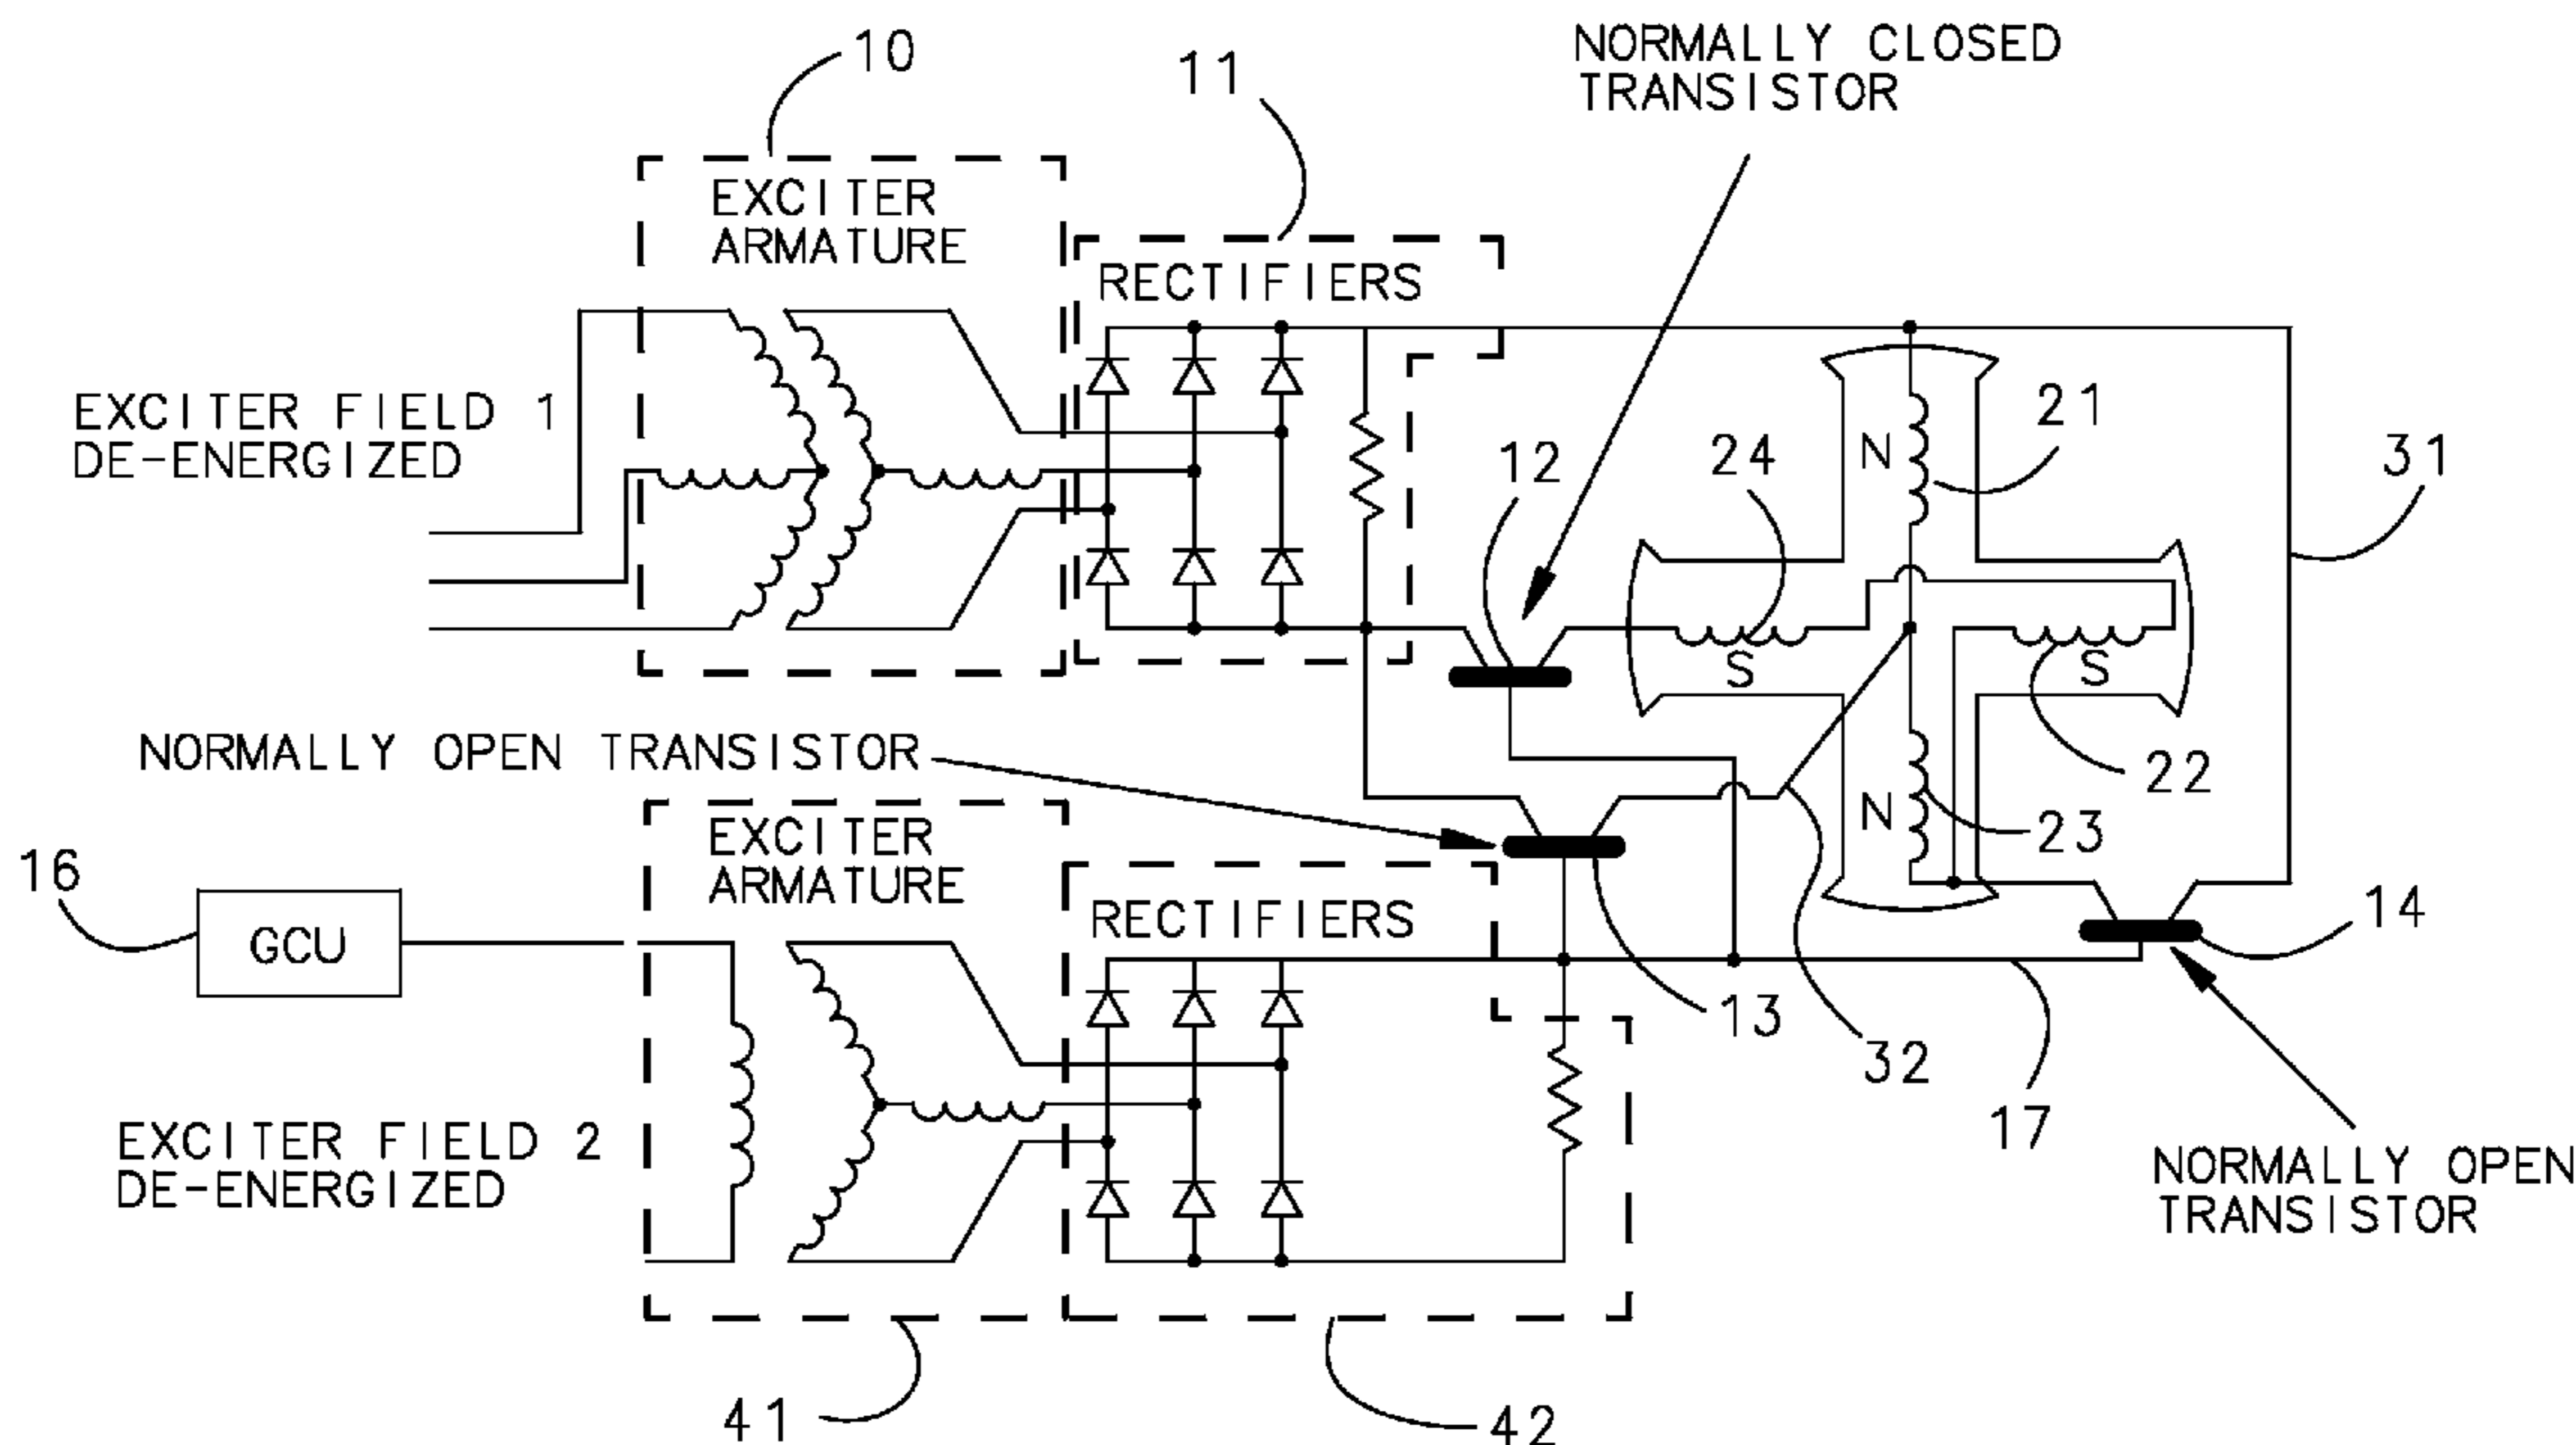 10
11
NORMALLY CLOSED
TRANSISTOR
EXCITER
ARMATURE
RECTIFIERS
EXCITER FIELD 1
DE-ENERGIZED
12
24
N
21
31
S
S
22
NORMALLY OPEN TRANSISTOR
N
23
16
GCU
EXCITER
ARMATURE
RECTIFIERS
14
13
32
17
EXCITER FIELD 2
DE-ENERGIZED
NORMALLY OPEN
TRANSISTOR
41
42